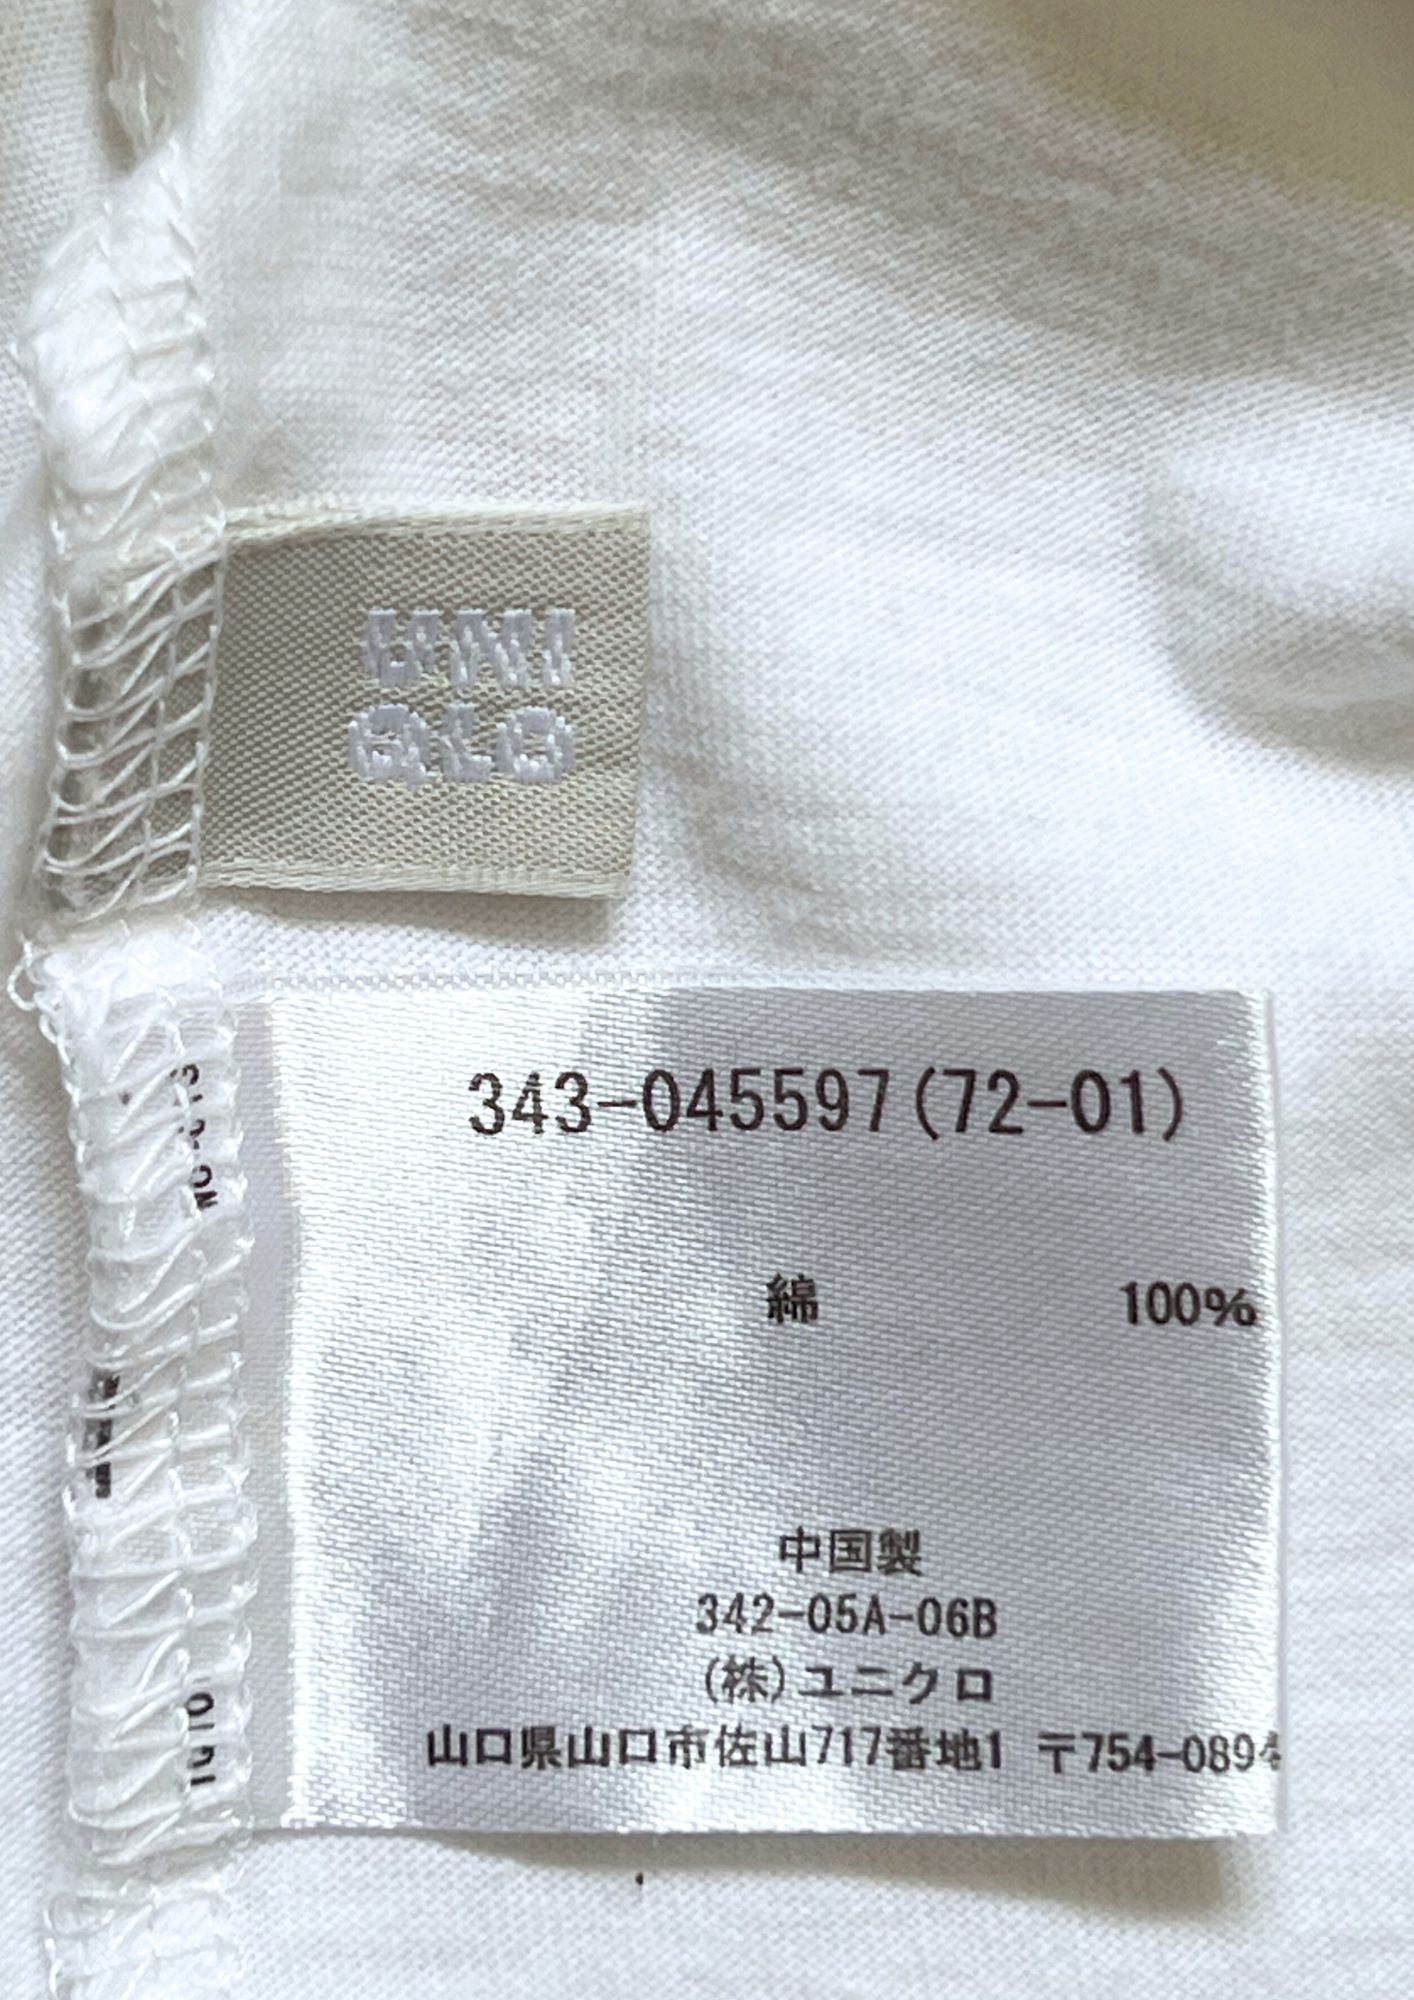 UNI
QLO
343-045597(72-01)
綿 100%
中国製
342-05A-06B
(株)ユニクロ
山口県山口市佐山717番地1 〒754-0894